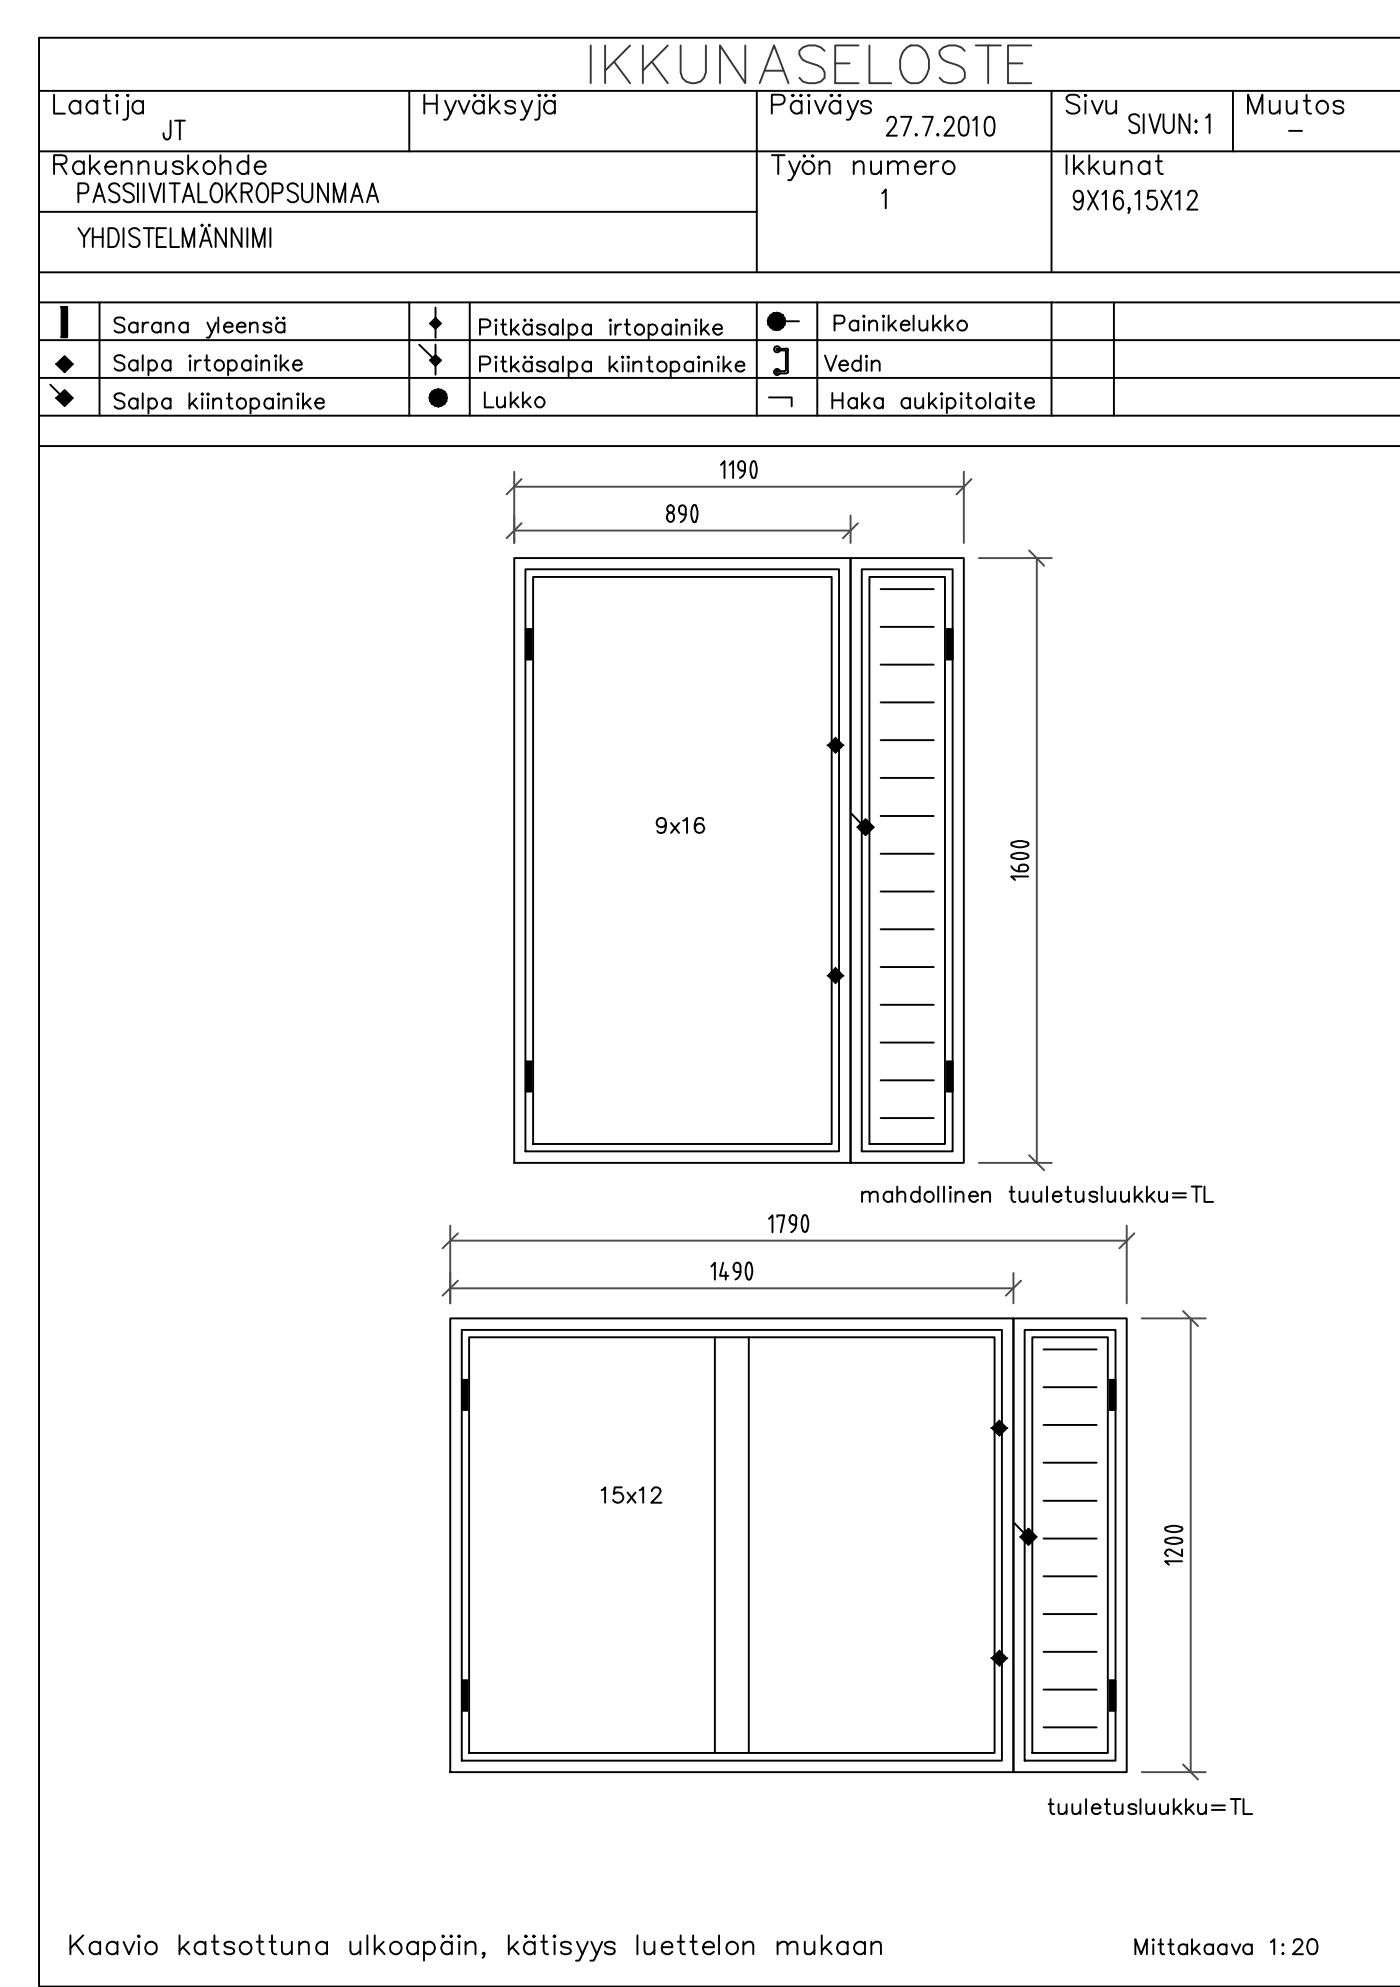 IKKUNASELOSTE
Laatija
JT
Hyväksyjä
Päiväys
27.7.2010
Sivu
SIVUN:1
Muutos
–
Rakennuskohde
PASSIIVITALOKROPSUNMAA
YHDISTELMÄNNIMI
Työn numero
1
Ikkunat
9X16,15X12
Sarana yleensä
Pitkäsalpa irtopainike
Painikelukko
Salpa irtopainike
Pitkäsalpa kiintopainike
Vedin
Salpa kiintopainike
Lukko
Haka aukipitolaite
1190
890
9x16
1600
mahdollinen tuuletusluukku=TL
1790
1490
15x12
1200
tuuletusluukku=TL
Kaavio katsottuna ulkoapäin, kätisyys luettelon mukaan
Mittakaava 1:20